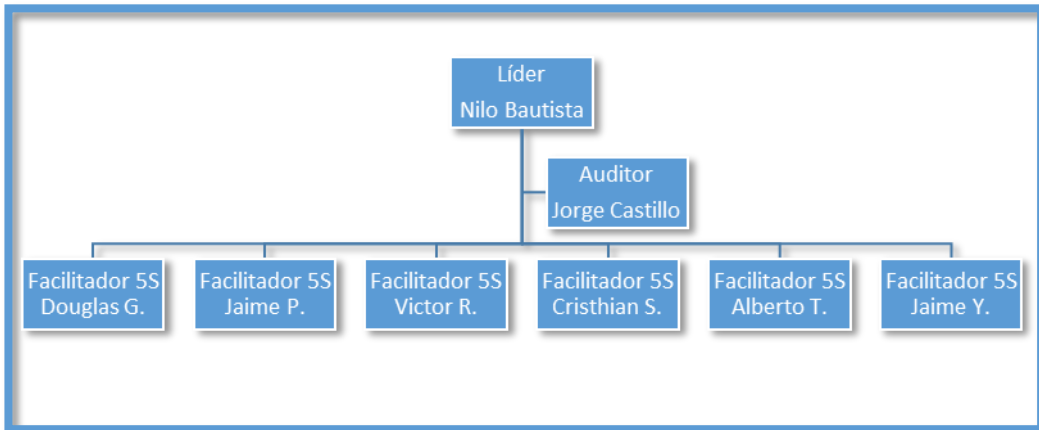 Líder
Nilo Bautista
Auditor
Jorge Castillo
Facilitador 5S
Douglas G.
Facilitador 5S
Jaime P.
Facilitador 5S
Victor R.
Facilitador 5S
Cristhian S.
Facilitador 5S
Alberto T.
Facilitador 5S
Jaime Y.